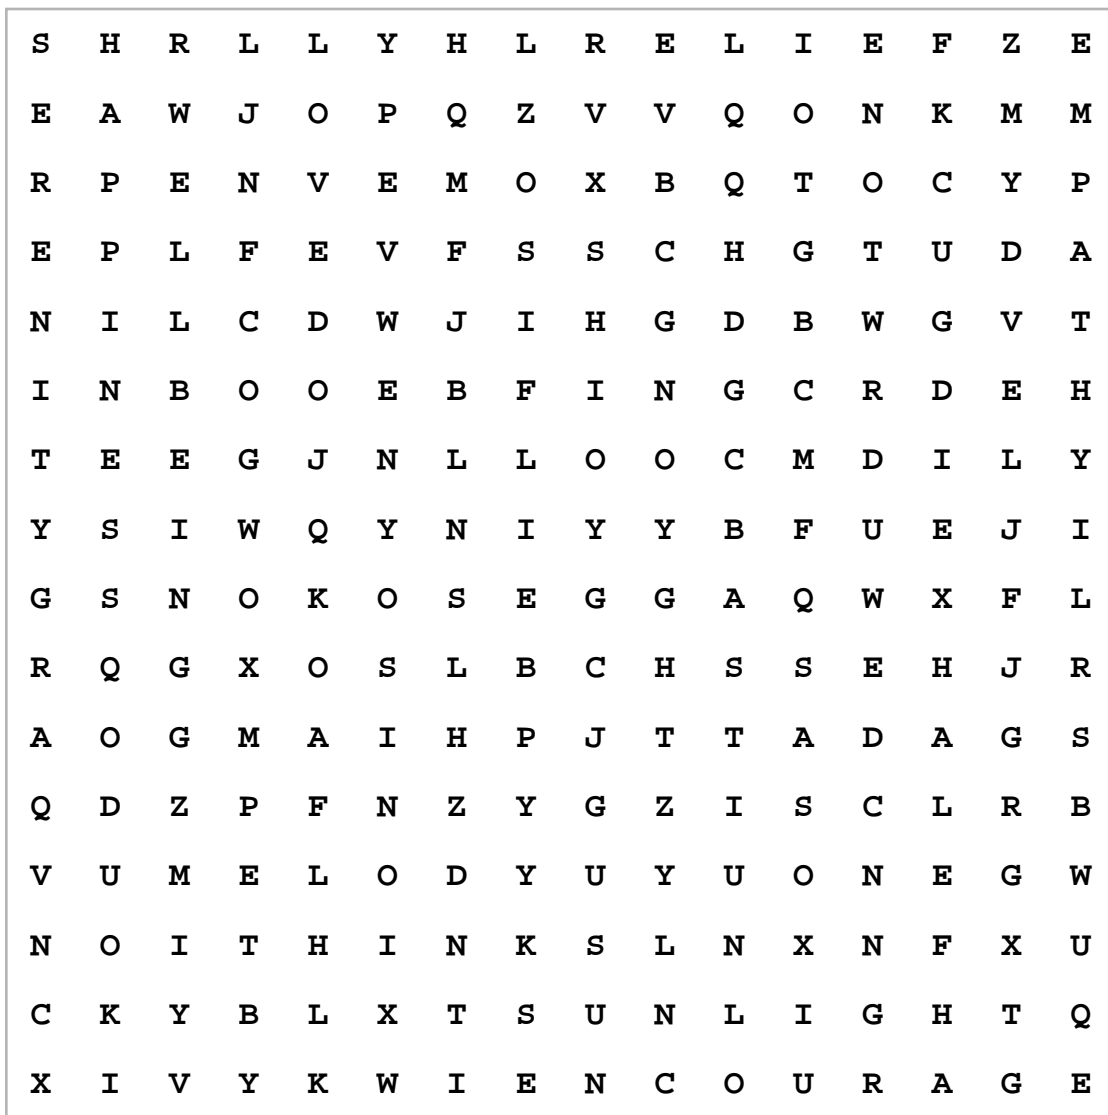 S H R L L Y H L R E L I E F Z E
E A W J O P Q Z V V Q O N K M M
R P E N V E M O X B Q T O C Y P
E P L F E V F S S C H G T U D A
N I L C D W J I H G D B W G V T
I N B O O E B F I N G C R D E H
T E E G J N L L O O C M D I L Y
Y S I W Q Y N I Y Y B F U E J I
G S N O K O S E G G A Q W X F L
R Q G X O S L B C H S S E H J R
A O G M A I H P J T T A D A G S
Q D Z P F N Z Y G Z I S C L R B
V U M E L O D Y U Y U O N E G W
N O I T H I N K S L N X N F X U
C K Y B L X T S U N L I G H T Q
X I V Y K W I E N C O U R A G E